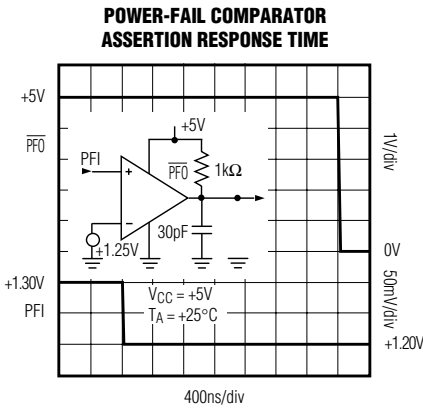 POWER-FAIL COMPARATOR
ASSERTION RESPONSE TIME
+5V
PFO
PFI
+5V
PFO
1kΩ
+
–
30pF
+1.25V
1V/div
0V
+1.30V
PFI
VCC = +5V
TA = +25°C
50mV/div
+1.20V
400ns/div